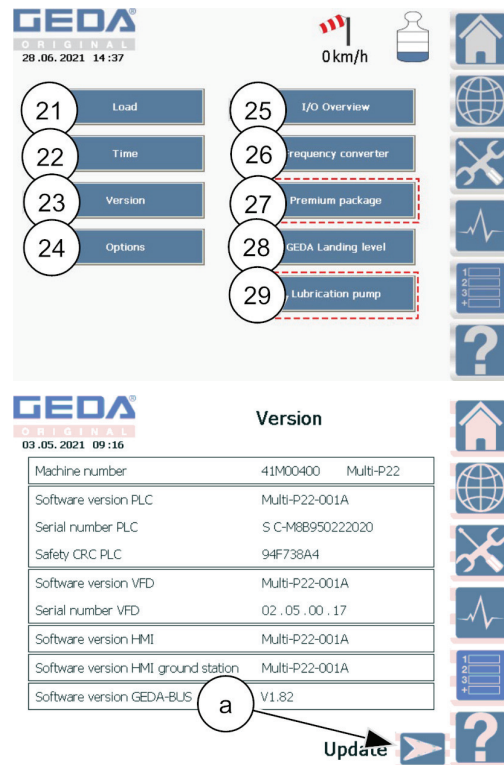 GEDA®
ORIGINAL
28.06.2021 14:37
0 km/h
21 Load
25 I/O Overview
22 Time
26 requency converter
23 Version
27 Premium package
24 Options
28 GEDA Landing level
29 , Lubrication pump
1
2
3
+
?
GEDA®
ORIGINAL
03.05.2021 09:16
Version
Machine number 41M00400 Multi-P22
Software version PLC Multi-P22-001A
Serial number PLC S C-M8B950222020
Safety CRC PLC 94F738A4
Software version VFD Multi-P22-001A
Serial number VFD 02.05.00.17
Software version HMI Multi-P22-001A
Software version HMI ground station Multi-P22-001A
Software version GEDA-BUS V1.82
a
Update
1
2
3
+
?